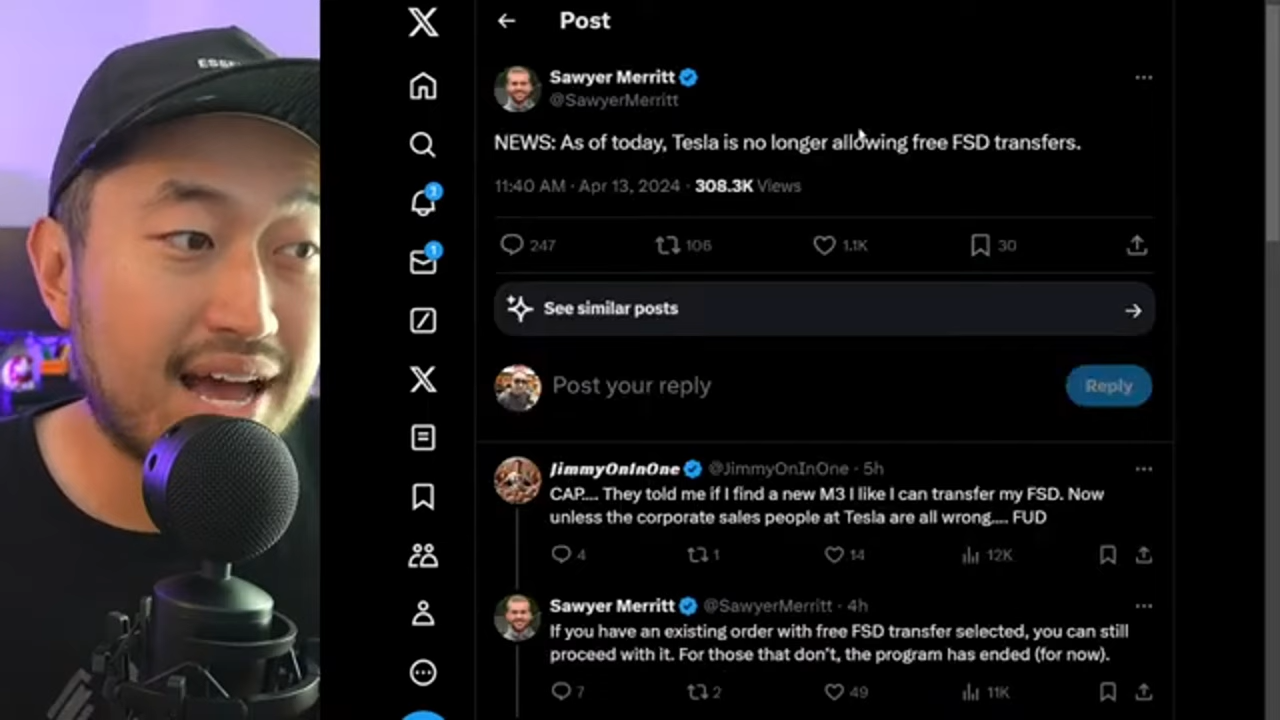 ESSE
Post
Sawyer Merritt
@SawyerMerritt
NEWS: As of today, Tesla is no longer allowing free FSD transfers.
11:40 AM · Apr 13, 2024 · 308.3K Views
247 106 1.1K 30
See similar posts
Post your reply
Reply
JimmyOnInOne @JimmyOnInOne · 5h
CAP.... They told me if I find a new M3 I like I can transfer my FSD. Now
unless the corporate sales people at Tesla are all wrong.... FUD
4 1 14 12K
Sawyer Merritt @SawyerMerritt · 4h
If you have an existing order with free FSD transfer selected, you can still
proceed with it. For those that don't, the program has ended (for now).
7 2 49 11K